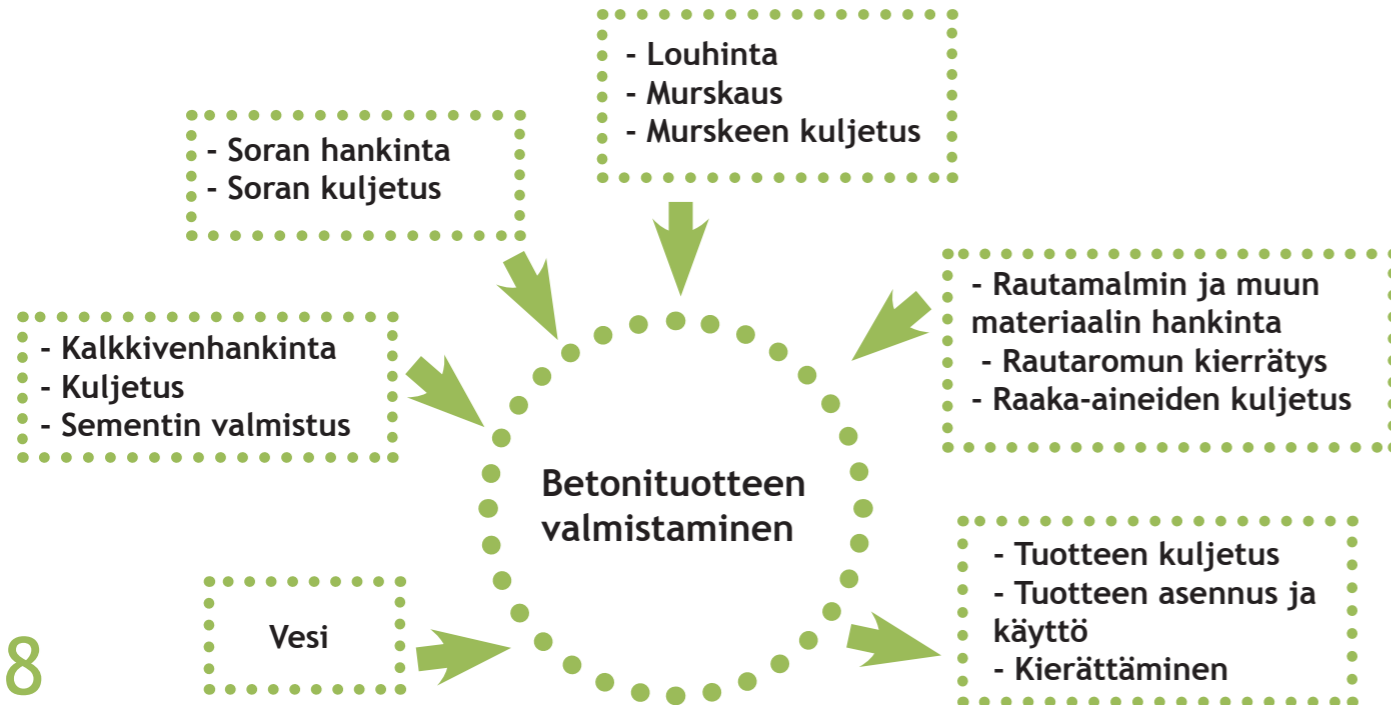 - Louhinta
- Murskaus
- Murskeen kuljetus
- Soran hankinta
- Soran kuljetus
- Rautamalmin ja muun
materiaalin hankinta
- Rautaromun kierrätys
- Raaka-aineiden kuljetus
- Kalkkivenhankinta
- Kuljetus
- Sementin valmistus
Betonituotteen
valmistaminen
- Tuotteen kuljetus
- Tuotteen asennus ja
käyttö
- Kierättäminen
Vesi
8